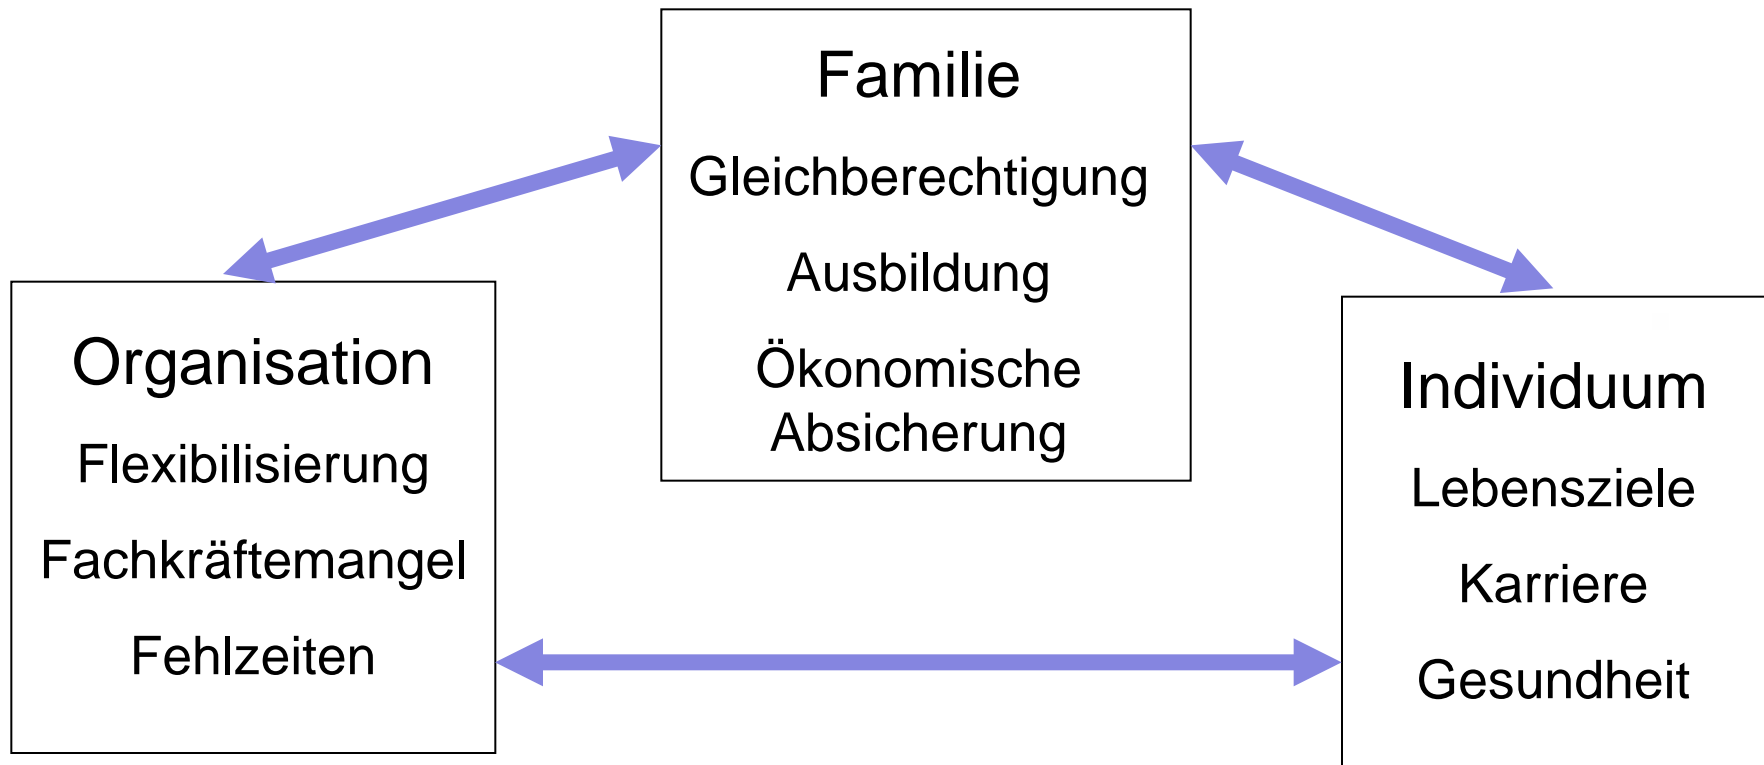 Familie
Gleichberechtigung
Ausbildung
Ökonomische
Absicherung
Organisation
Flexibilisierung
Fachkräftemangel
Fehlzeiten
Individuum
Lebensziele
Karriere
Gesundheit